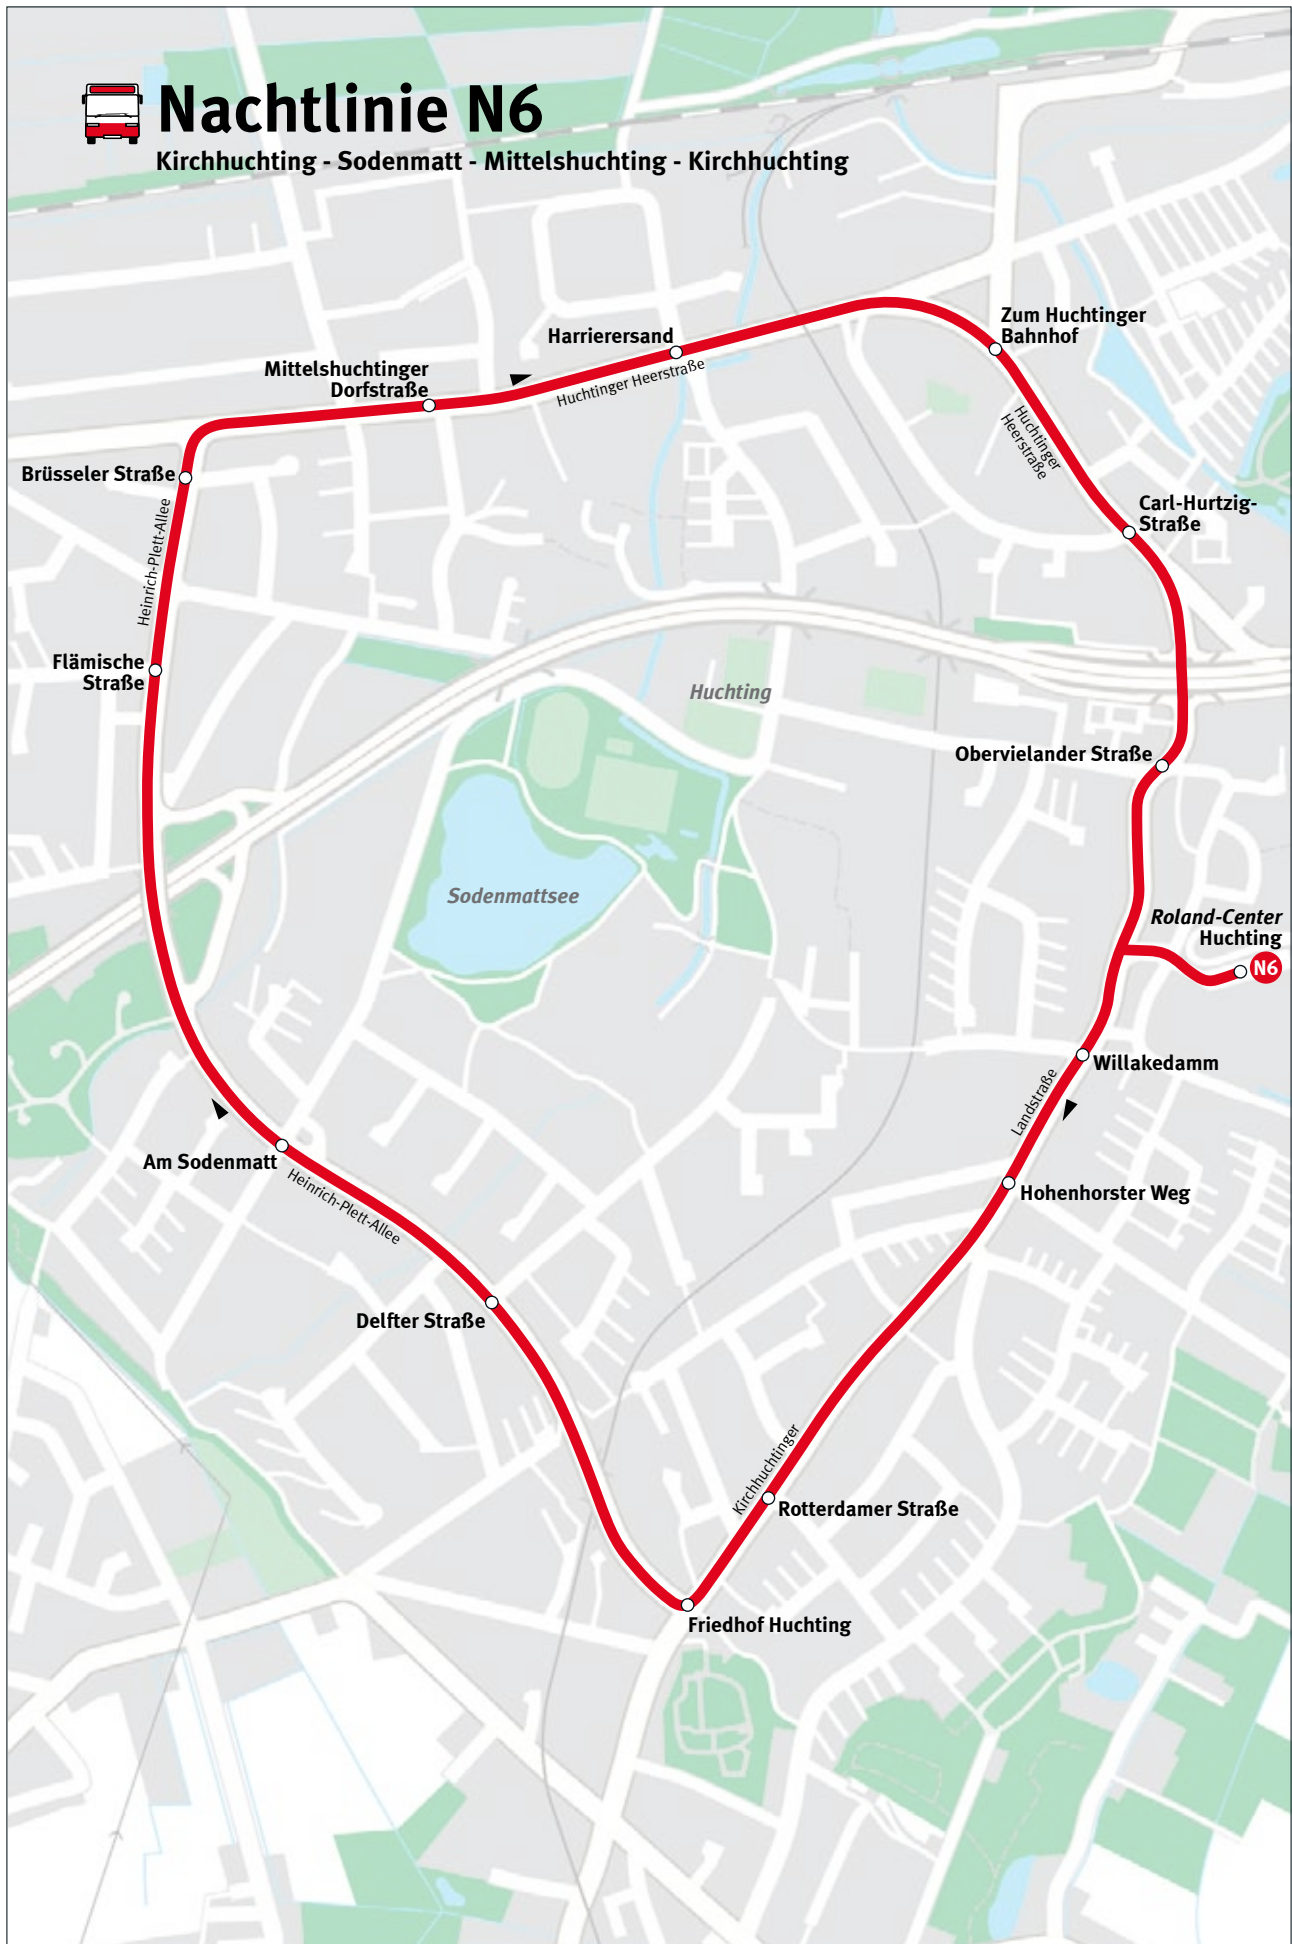 Nachtlinie N6
Kirchhuchting - Sodenmatt - Mittelshuchting - Kirchhuchting
Zum Huchtinger
Bahnhof
Harrierersand
Huchtinger Heerstraße
Mittelshuchtinger
Dorfstraße
Huchtinger
Heerstraße
Brüsseler Straße
Heinrich-Plett-Allee
Carl-Hurtzig-
Straße
Flämische
Straße
Huchting
Obervielander Straße
Sodenmattsee
Roland-Center
Huchting
N6
Willakedamm
Landstraße
Am Sodenmatt
Heinrich-Plett-Allee
Hohenhorster Weg
Delfter Straße
Kirchhuchtinger
Rotterdamer Straße
Friedhof Huchting